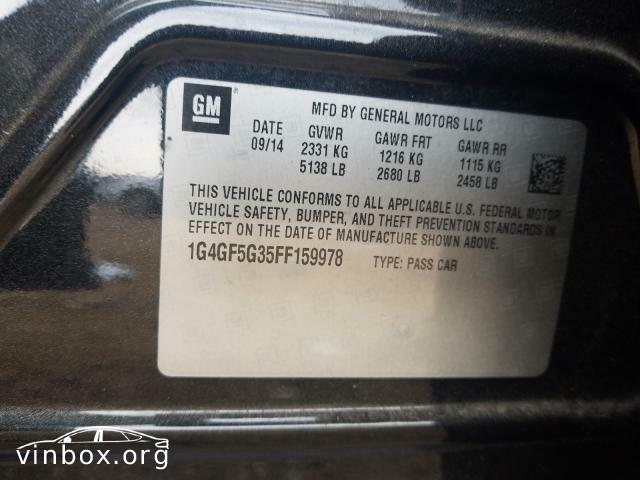 GM
MFD BY GENERAL MOTORS LLC
DATE GVWR GAWR FRT GAWR RR
09/14 2331 KG 1216 KG 1115 KG
5138 LB 2680 LB 2458 LB
THIS VEHICLE CONFORMS TO ALL APPLICABLE U.S. FEDERAL MOTOR
VEHICLE SAFETY, BUMPER, AND THEFT PREVENTION STANDARDS IN
EFFECT ON THE DATE OF MANUFACTURE SHOWN ABOVE.
1G4GF5G35FF159978 TYPE: PASS CAR
vinbox.org